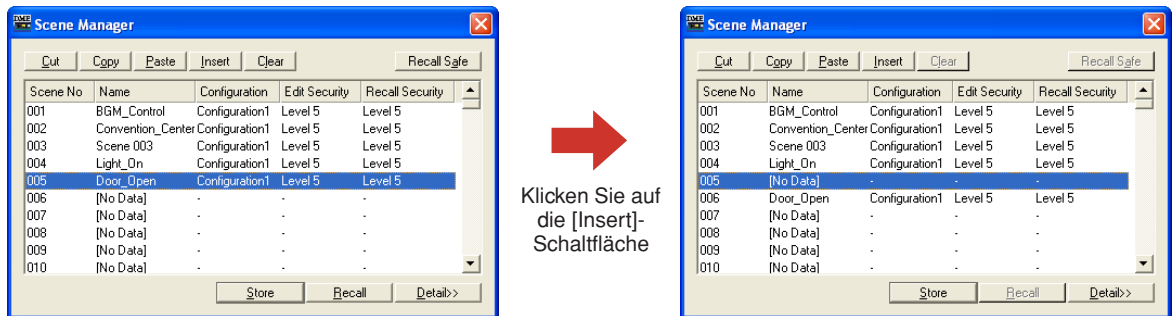 DME Scene Manager
Cut Copy Paste Insert Clear Recall Safe
Scene No Name Configuration Edit Security Recall Security
001 BGM_Control Configuration1 Level 5 Level 5
002 Convention_Center Configuration1 Level 5 Level 5
003 Scene 003 Configuration1 Level 5 Level 5
004 Light_On Configuration1 Level 5 Level 5
005 Door_Open Configuration1 Level 5 Level 5
006 [No Data] - - -
007 [No Data] - - -
008 [No Data] - - -
009 [No Data] - - -
010 [No Data] - - -
Store Recall Detail>>
Klicken Sie auf
die [Insert]-
Schaltfläche
DME Scene Manager
Cut Copy Paste Insert Clear Recall Safe
Scene No Name Configuration Edit Security Recall Security
001 BGM_Control Configuration1 Level 5 Level 5
002 Convention_Center Configuration1 Level 5 Level 5
003 Scene 003 Configuration1 Level 5 Level 5
004 Light_On Configuration1 Level 5 Level 5
005 [No Data] - - -
006 Door_Open Configuration1 Level 5 Level 5
007 [No Data] - - -
008 [No Data] - - -
009 [No Data] - - -
010 [No Data] - - -
Store Recall Detail>>